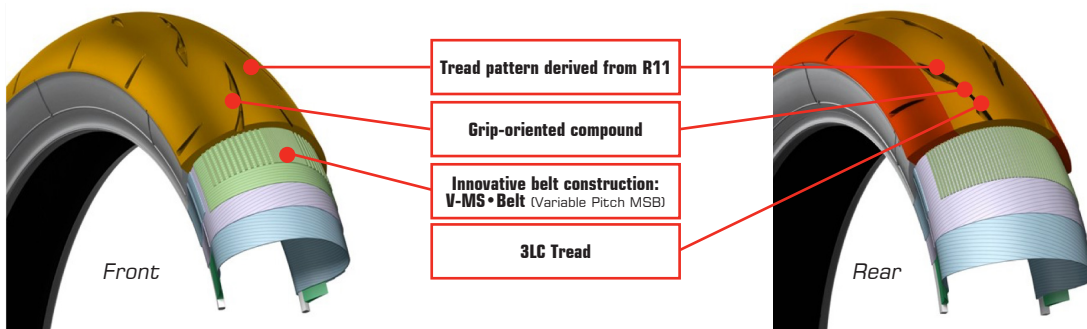 Tread pattern derived from R11
Grip-oriented compound
Innovative belt construction:
V-MS•Belt (Variable Pitch MSB)
3LC Tread
Front
Rear